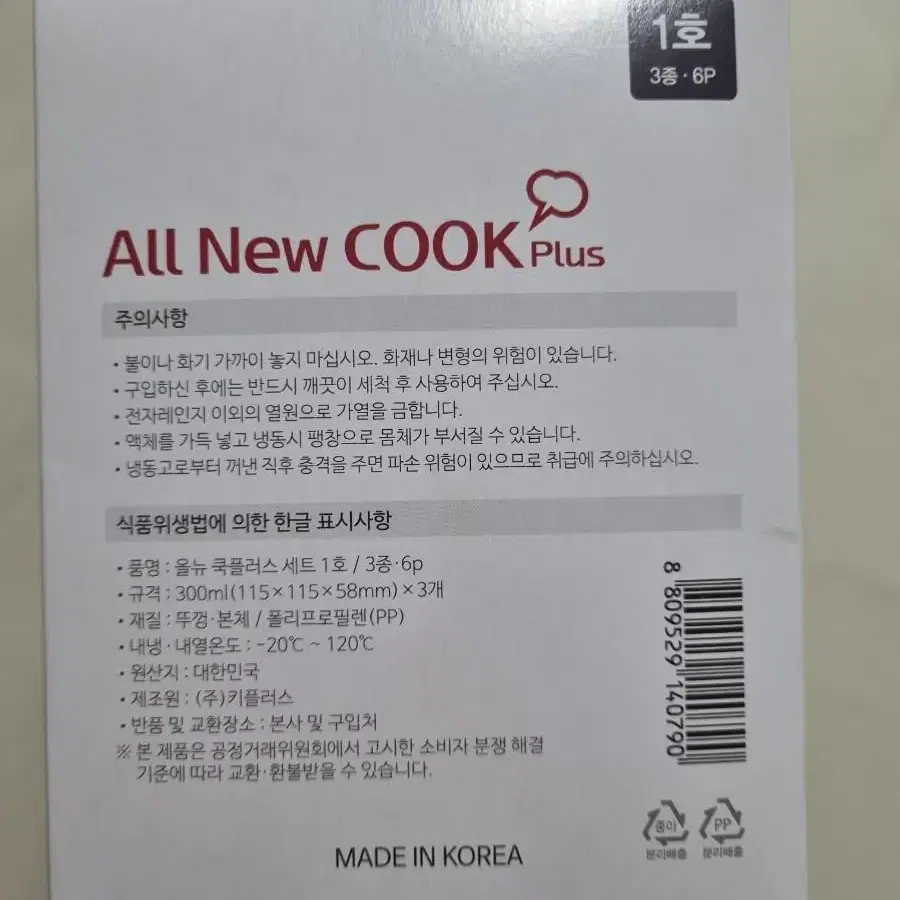 1호
3종·6P
All New COOK Plus
주의사항
• 불이나 화기 가까이 놓지 마십시오. 화재나 변형의 위험이 있습니다.
• 구입하신 후에는 반드시 깨끗이 세척 후 사용하여 주십시오.
• 전자레인지 이외의 열원으로 가열을 금합니다.
• 액체를 가득 넣고 냉동시 팽창으로 몸체가 부서질 수 있습니다.
• 냉동고로부터 꺼낸 직후 충격을 주면 파손 위험이 있으므로 취급에 주의하십시오.
식품위생법에 의한 한글 표시사항
• 품명 : 올뉴 쿡플러스 세트 1호 / 3종·6p
• 규격 : 300ml(115×115×58mm)×3개
• 재질 : 뚜껑·본체 / 폴리프로필렌(PP)
• 내냉·내열온도 : -20℃ ~ 120℃
• 원산지 : 대한민국
• 제조원 : (주)키플러스
• 반품 및 교환장소 : 본사 및 구입처
※ 본 제품은 공정거래위원회에서 고시한 소비자 분쟁 해결
기준에 따라 교환·환불받을 수 있습니다.
8 809529 140790
종이 PP
분리배출 분리배출
MADE IN KOREA